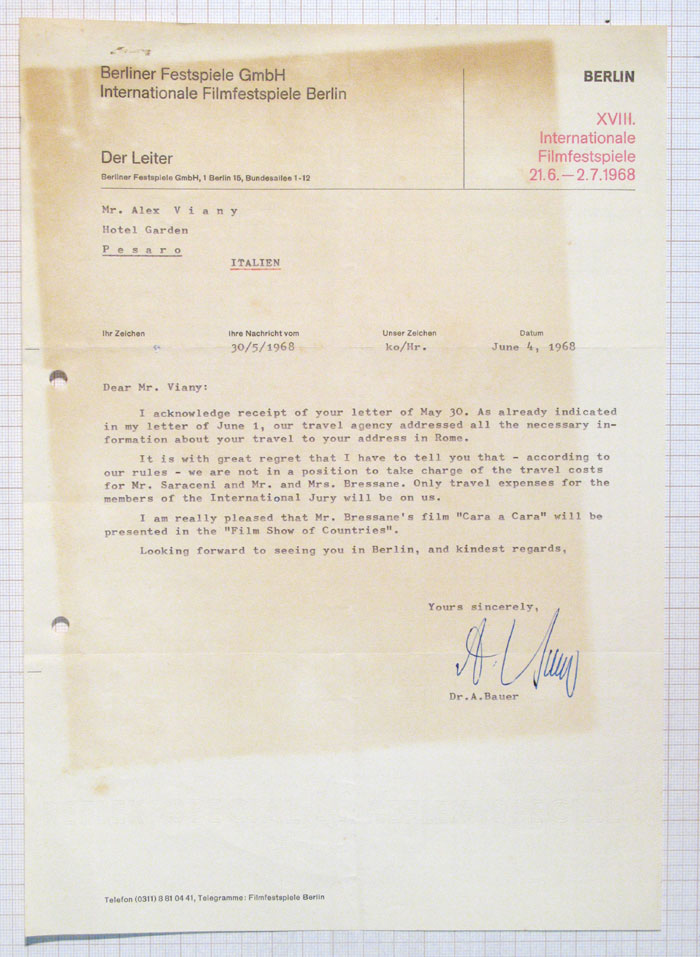 Berliner Festspiele GmbH
Internationale Filmfestspiele Berlin
BERLIN
XVIII.
Internationale
Filmfestspiele
21.6.—2.7.1968
Der Leiter
Berliner Festspiele GmbH, 1 Berlin 15, Bundesallee 1-12
Mr. Alex V i a n y
Hotel Garden
P e s a r o
ITALIEN
Ihr Zeichen Ihre Nachricht vom Unser Zeichen Datum
30/5/1968 ko/Hr. June 4, 1968
Dear Mr. Viany:
I acknowledge receipt of your letter of May 30. As already indicated
in my letter of June 1, our travel agency addressed all the necessary in-
formation about your travel to your address in Rome.
It is with great regret that I have to tell you that - according to
our rules - we are not in a position to take charge of the travel costs
for Mr. Saraceni and Mr. and Mrs. Bressane. Only travel expenses for the
members of the International Jury will be on us.
I am really pleased that Mr. Bressane's film "Cara a Cara" will be
presented in the "Film Show of Countries".
Looking forward to seeing you in Berlin, and kindest regards,
Yours sincerely,
Dr.A.Bauer
Telefon (0311) 8 81 04 41, Telegramme: Filmfestspiele Berlin